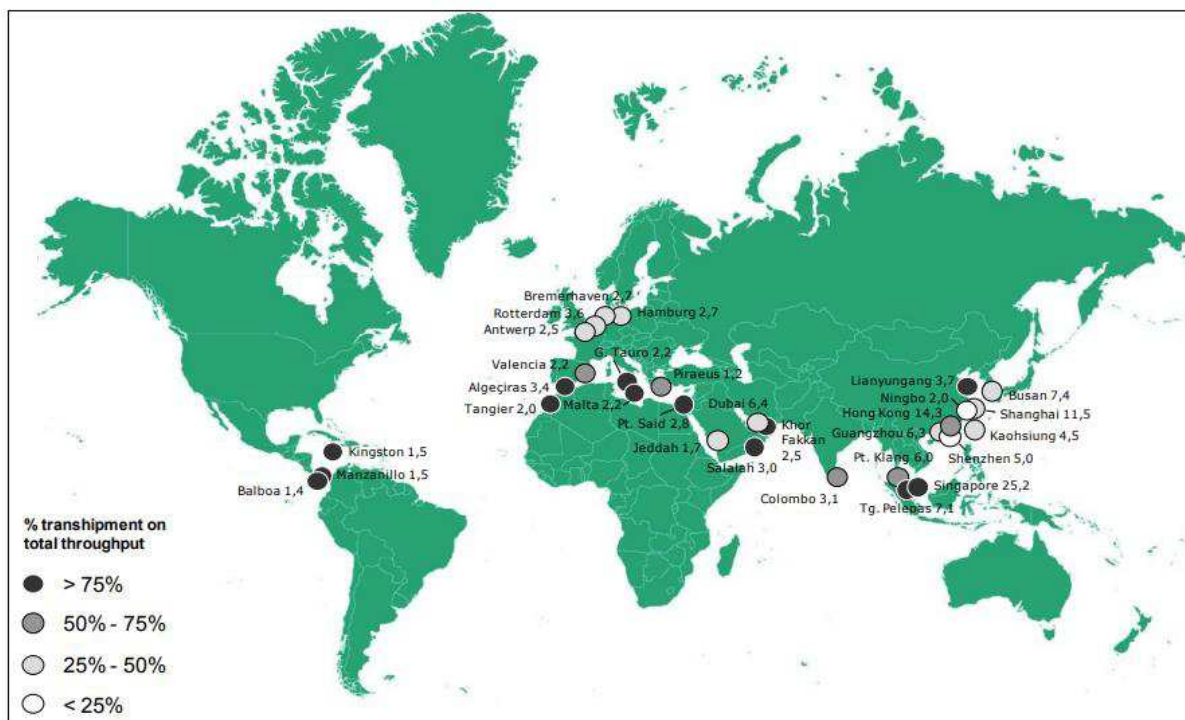 Bremerhaven 2,7
Rotterdam 3,6
Hamburg 2,7
Antwerp 2,5
G. Tauro 2,2
Valencia 2,2
Piraeus 1,2
Algeçiras 3,4
Malta 2,2
Tangier 2,0
Pt. Said 2,8
Dubai 6,4
Khor
Fakkan
2,5
Jeddah 1,7
Salalah 3,0
Lianyungang 3,7
Busan 7,4
Ningbo 2,0
Hong Kong 14,3
Shanghai 11,5
Guangzhou 6,3
Kaohsiung 4,5
Pt. Klang 6,0
Shenzhen 5,0
Singapore 25,2
Colombo 3,1
Tg. Pelepas 7,1
Kingston 1,5
Manzanillo 1,5
Balboa 1,4
% transhipment on
total throughput
> 75%
50% - 75%
25% - 50%
< 25%